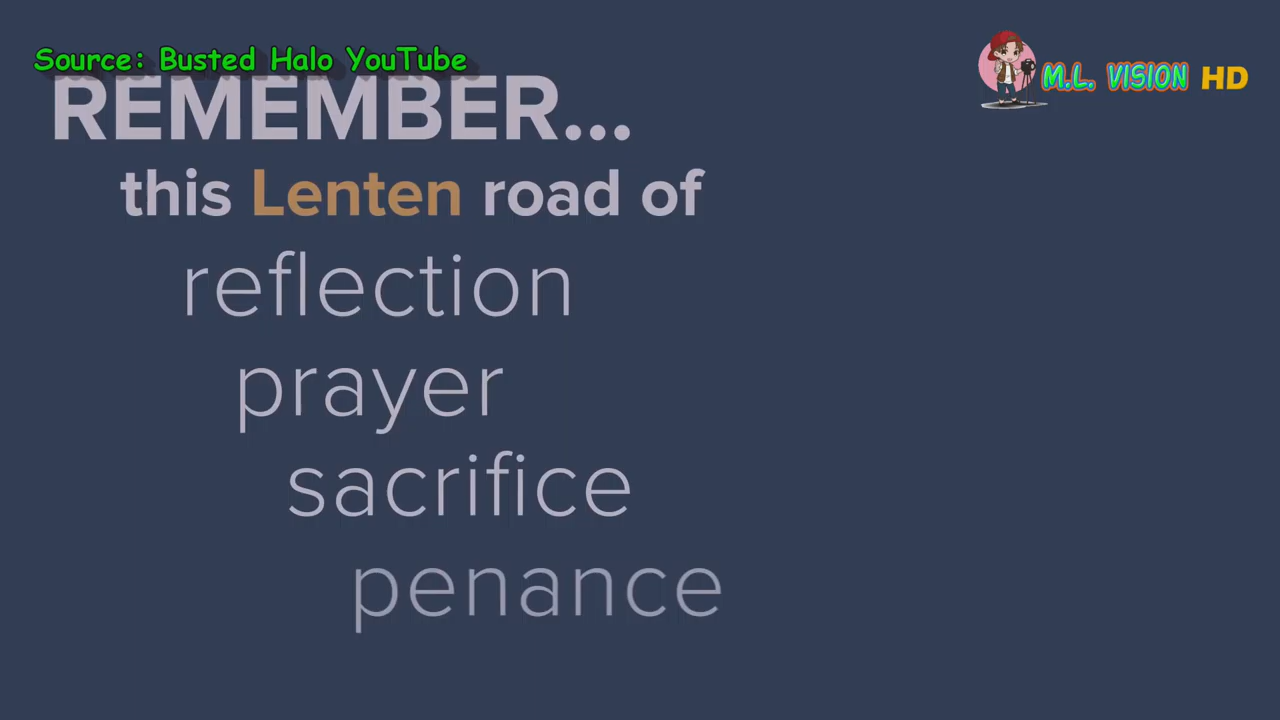 Source: Busted Halo YouTube
M.L. VISION HD
REMEMBER...
this Lenten road of
reflection
prayer
sacrifice
penance